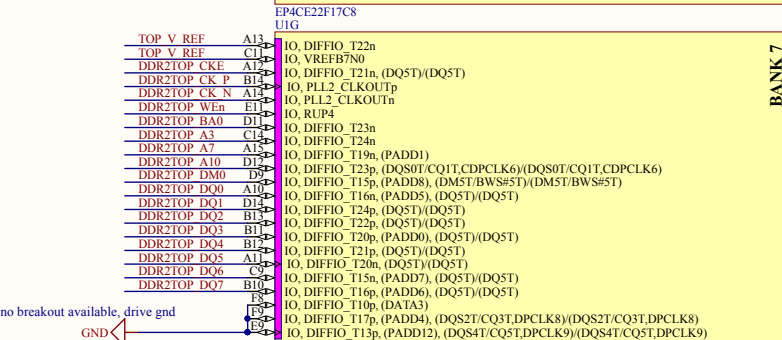 EP4CE22F17C8
U1G
TOP_V_REF A13 IO, DIFFIO_T22n
TOP_V_REF C11 IO, VREFB7N0
DDR2TOP_CKE A12 IO, DIFFIO_T21n, (DQ5T)/(DQ5T)
DDR2TOP_CK_P B14 IO, PLL2_CLKOUTp
DDR2TOP_CK_N A14 IO, PLL2_CLKOUTn
DDR2TOP_WEn E11 IO, RUP4
DDR2TOP_BA0 D11 IO, DIFFIO_T23n
DDR2TOP_A3 C14 IO, DIFFIO_T24n
DDR2TOP_A7 A15 IO, DIFFIO_T19n, (PADD1)
DDR2TOP_A10 D12 IO, DIFFIO_T23p, (DQS0T/CQ1T,CDPCLK6)/(DQS0T/CQ1T,CDPCLK6)
DDR2TOP_DM0 D9 IO, DIFFIO_T15p, (PADD8), (DM5T/BWS#5T)/(DM5T/BWS#5T)
DDR2TOP_DQ0 A10 IO, DIFFIO_T16n, (PADD5), (DQ5T)/(DQ5T)
DDR2TOP_DQ1 D14 IO, DIFFIO_T24p, (DQ5T)/(DQ5T)
DDR2TOP_DQ2 B13 IO, DIFFIO_T22p, (DQ5T)/(DQ5T)
DDR2TOP_DQ3 B11 IO, DIFFIO_T20p, (PADD0), (DQ5T)/(DQ5T)
DDR2TOP_DQ4 B12 IO, DIFFIO_T21p, (DQ5T)/(DQ5T)
DDR2TOP_DQ5 A11 IO, DIFFIO_T20n, (DQ5T)/(DQ5T)
DDR2TOP_DQ6 C9 IO, DIFFIO_T15n, (PADD7), (DQ5T)/(DQ5T)
DDR2TOP_DQ7 B10 IO, DIFFIO_T16p, (PADD6), (DQ5T)/(DQ5T)
F8 IO, DIFFIO_T10p, (DATA3)
no breakout available, drive gnd F9 IO, DIFFIO_T17p, (PADD4), (DQS2T/CQ3T,DPCLK8)/(DQS2T/CQ3T,DPCLK8)
GND E9 IO, DIFFIO_T13p, (PADD12), (DQS4T/CQ5T,DPCLK9)/(DQS4T/CQ5T,DPCLK9)
BANK 7